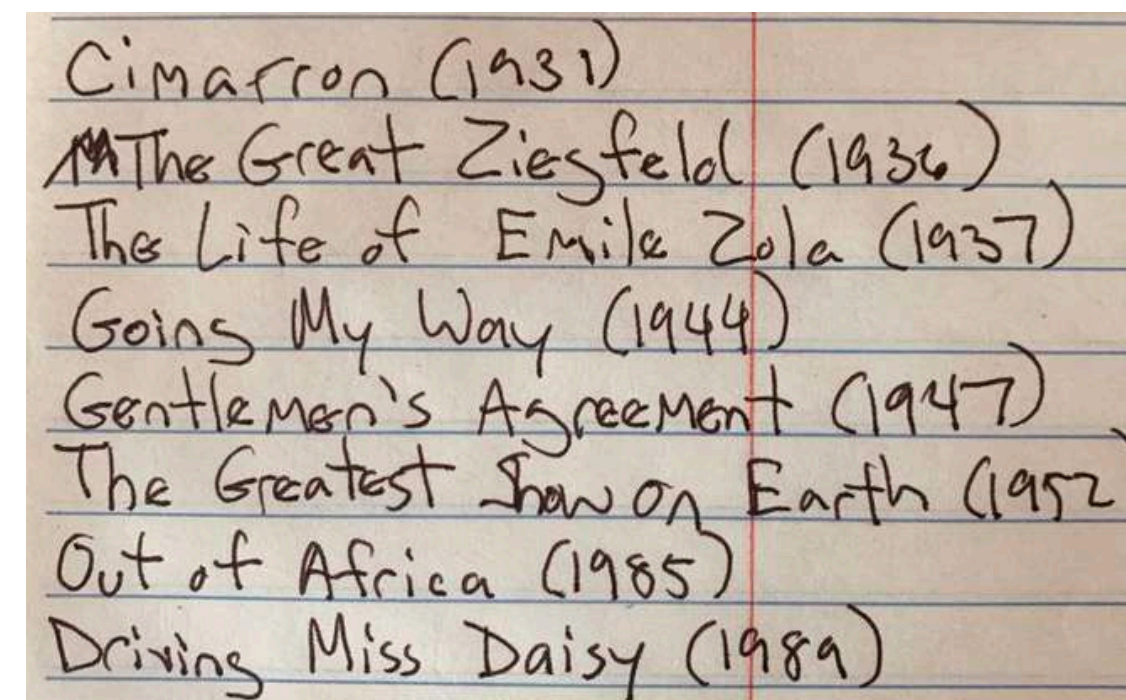 Cimarron (1931)
The Great Ziegfeld (1936)
The Life of Emile Zola (1937)
Going My Way (1944)
Gentlemen's Agreement (1947)
The Greatest Show On Earth (1952)
Out of Africa (1985)
Driving Miss Daisy (1989)